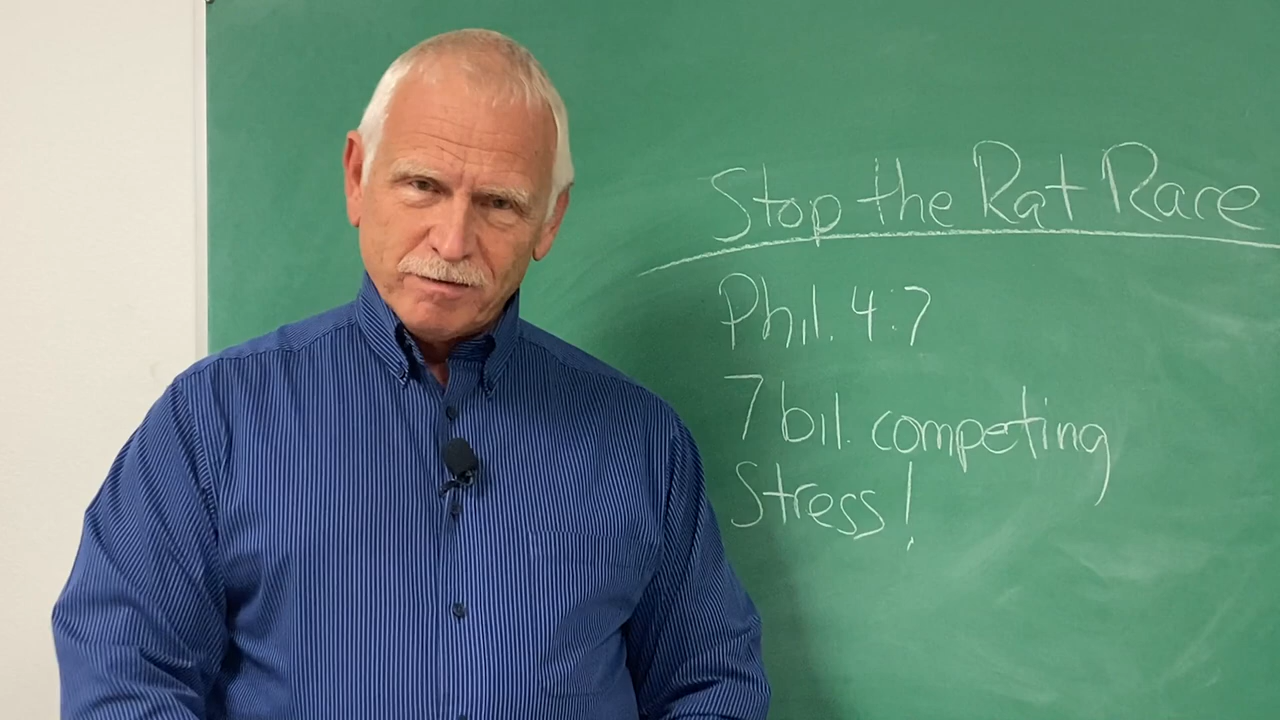 Stop the Rat Race
Phil. 4:7
7 bil. competing
Stress!